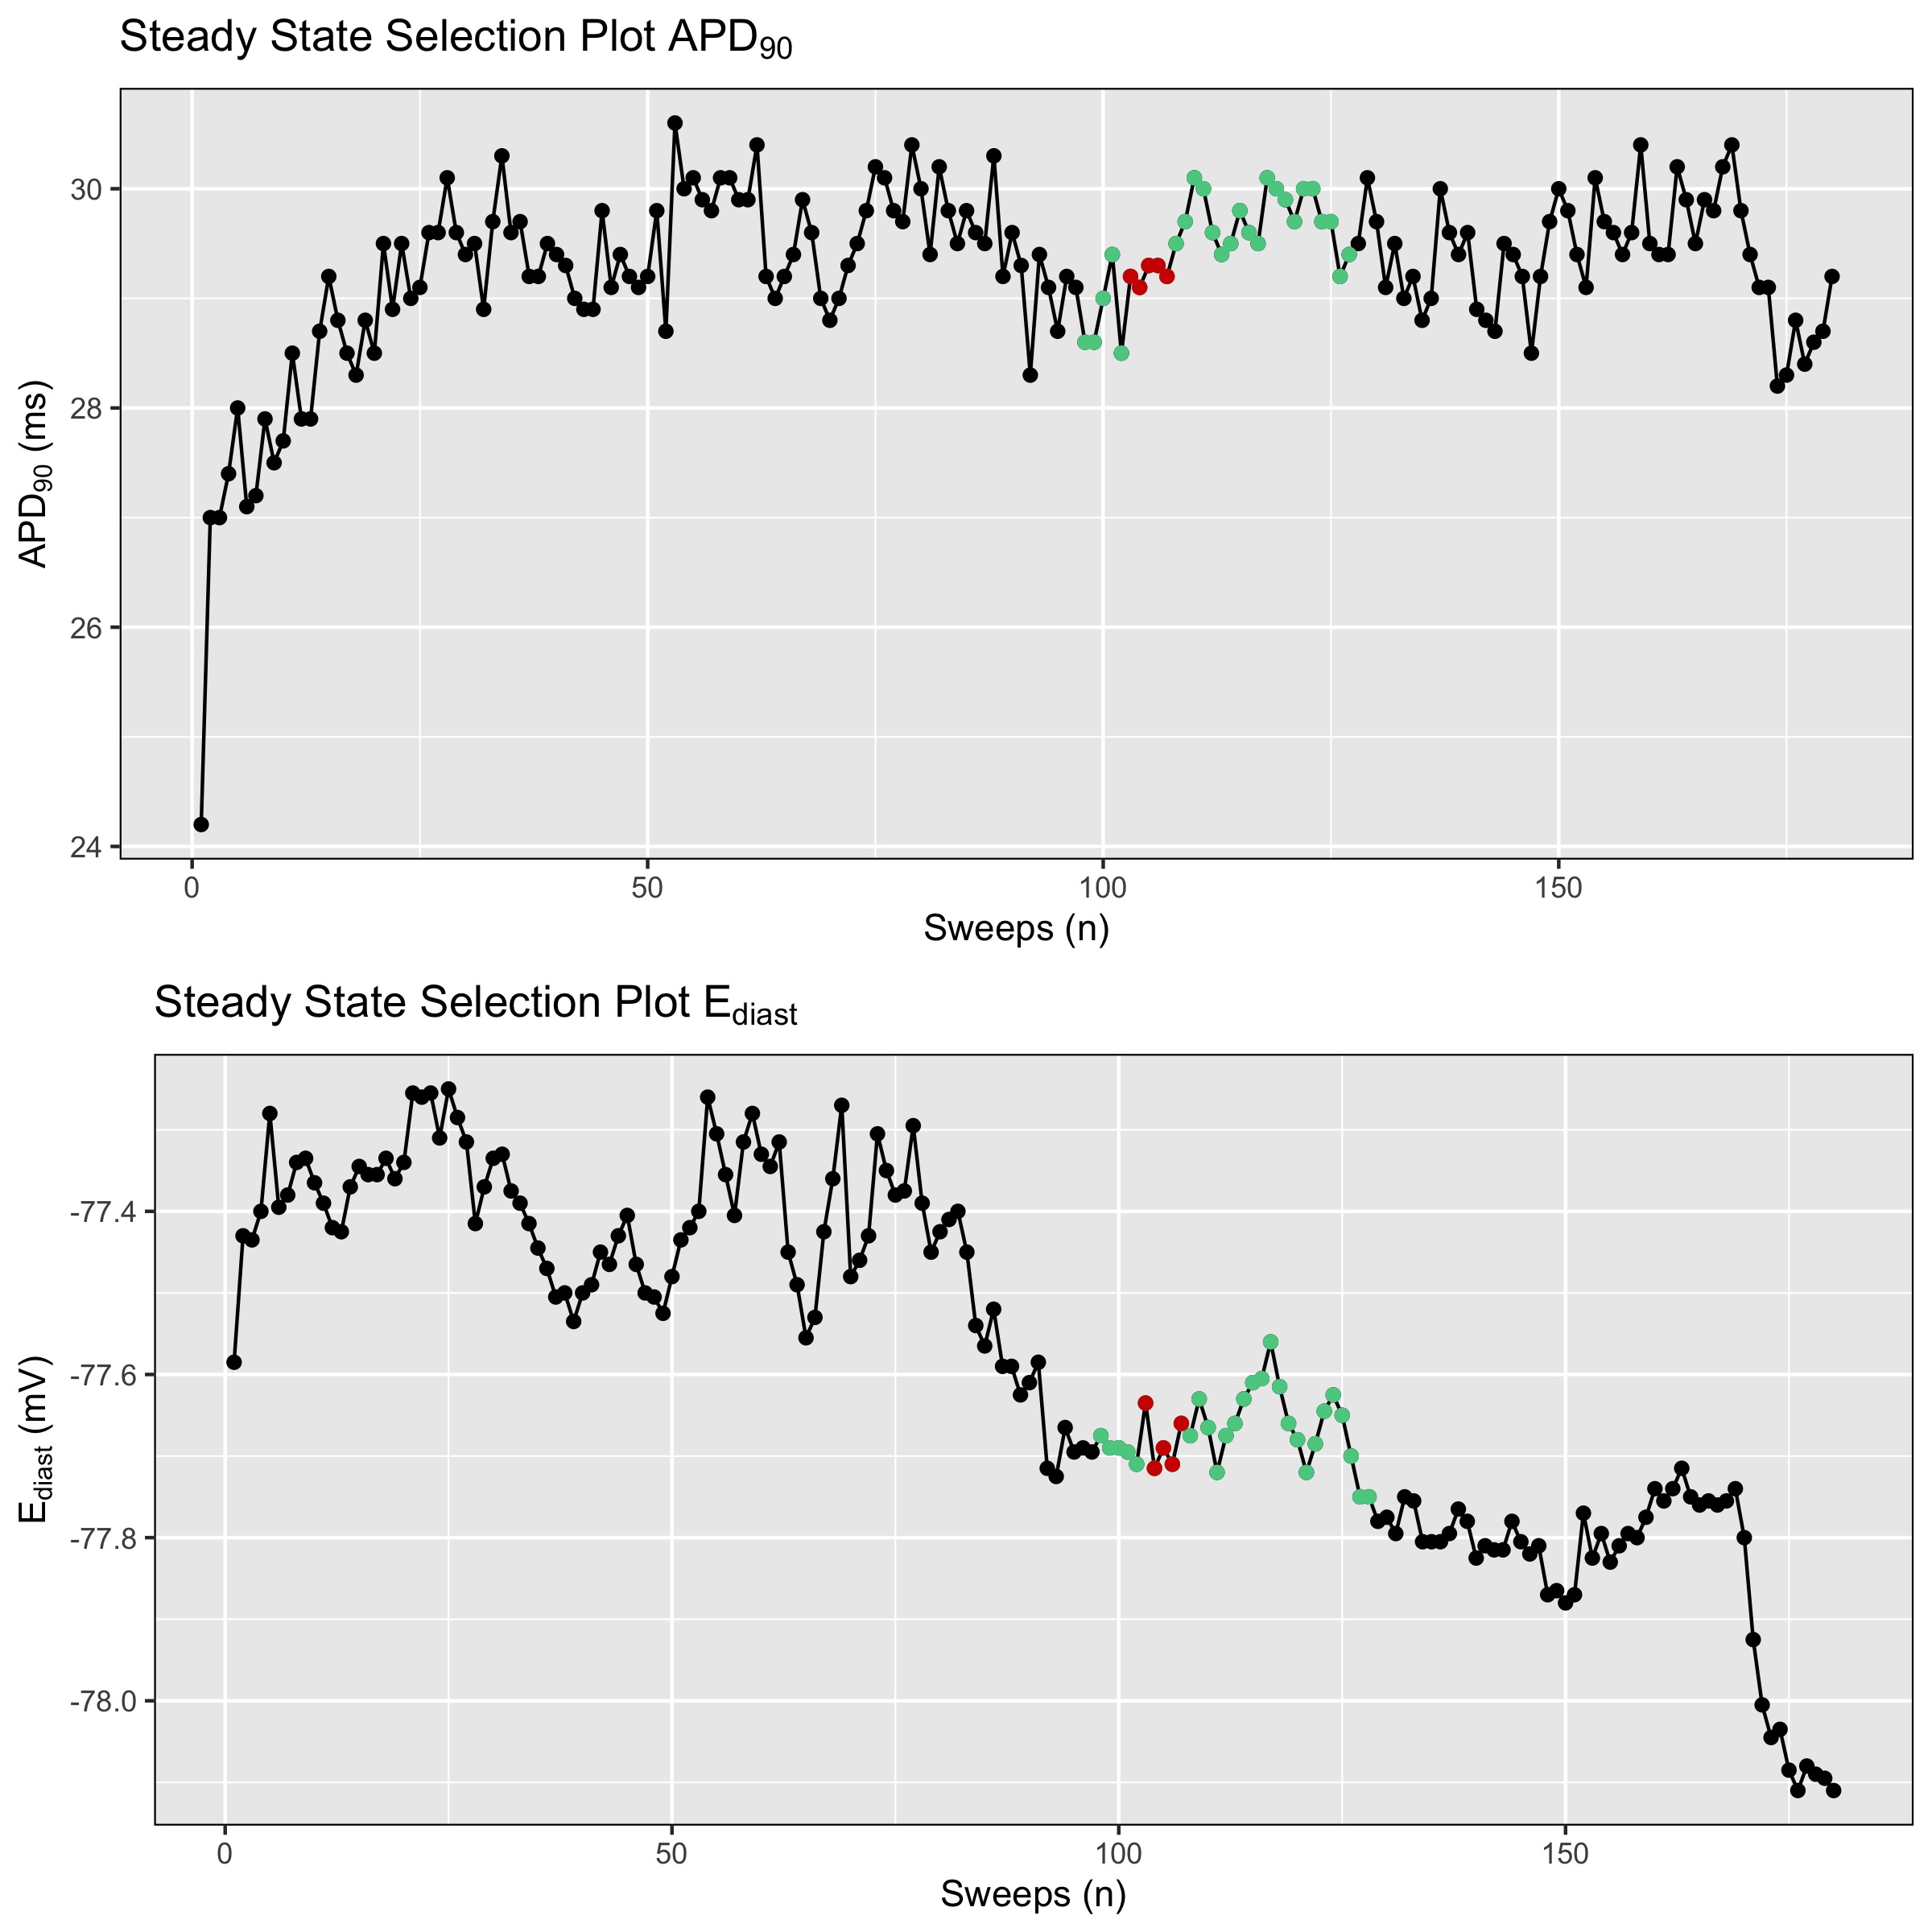 Steady State Selection Plot APD90
30
28
26
24
APD90 (ms)
0 50 100 150
Sweeps (n)
Steady State Selection Plot Ediast
-77.4
-77.6
-77.8
-78.0
Ediast (mV)
0 50 100 150
Sweeps (n)